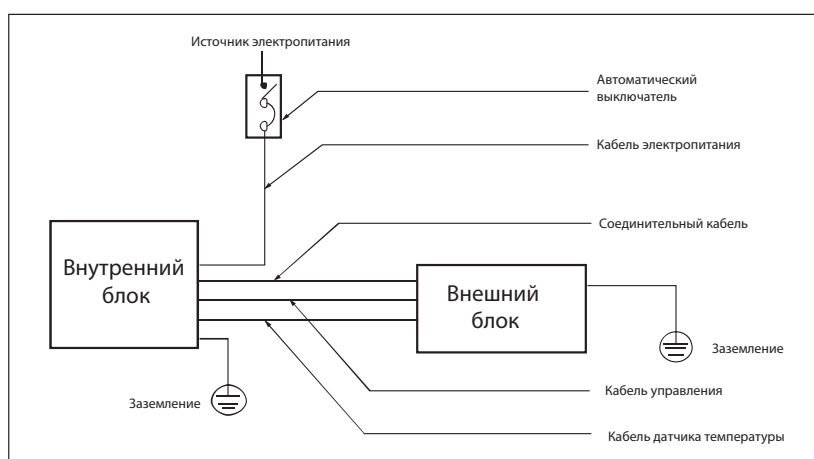 Источник электропитания
Автоматический
выключатель
Кабель электропитания
Соединительный кабель
Внутренний
блок
Внешний
блок
Заземление
Кабель управления
Заземление
Кабель датчика температуры